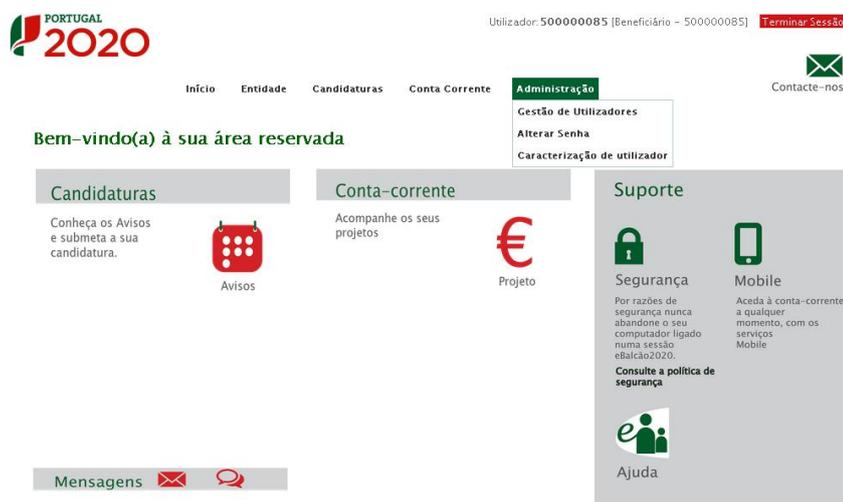 PORTUGAL
2020
Utilizador: 500000085 [Beneficiário - 500000085] Terminar Sessão
Contacte-nos
Início Entidade Candidaturas Conta Corrente Administração
Gestão de Utilizadores
Alterar Senha
Caracterização de utilizador
Bem-vindo(a) à sua área reservada
Candidaturas
Conheça os Avisos
e submeta a sua
candidatura.
Avisos
Conta-corrente
Acompanhe os seus
projetos
€
Projeto
Suporte
Segurança
Por razões de
segurança nunca
abandone o seu
computador ligado
numa sessão
eBalcão2020.
Consulte a política de
segurança
Mobile
Aceda à conta-corrente
a qualquer
momento, com os
serviços
Mobile
e
Ajuda
Mensagens